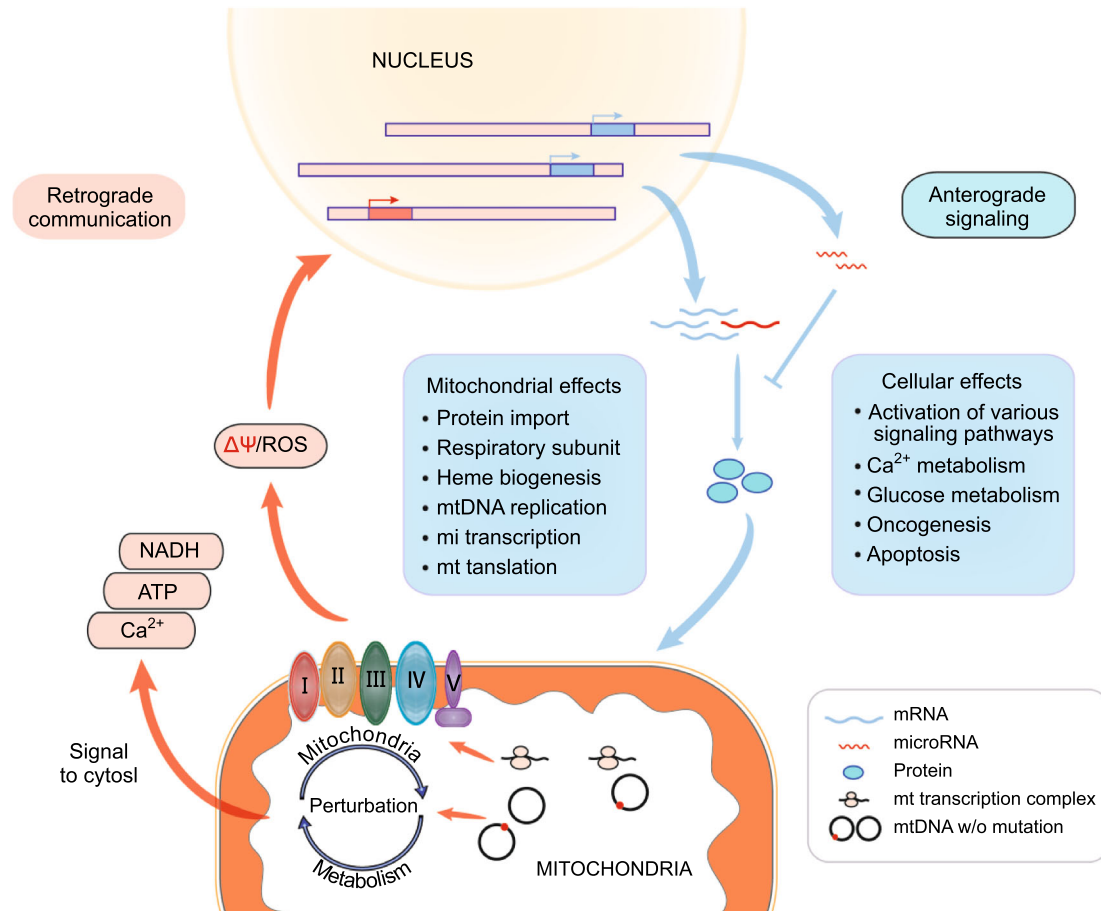 NUCLEUS
Retrograde
communication
Anterograde
signaling
Mitochondrial effects
• Protein import
• Respiratory subunit
• Heme biogenesis
• mtDNA replication
• mi transcription
• mt tanslation
Cellular effects
• Activation of various
signaling pathways
• Ca²⁺ metabolism
• Glucose metabolism
• Oncogenesis
• Apoptosis
ΔΨ/ROS
NADH
ATP
Ca²⁺
Signal
to cytosl
I II III IV V
Mitochondria
Perturbation
Metabolism
MITOCHONDRIA
mRNA
microRNA
Protein
mt transcription complex
mtDNA w/o mutation